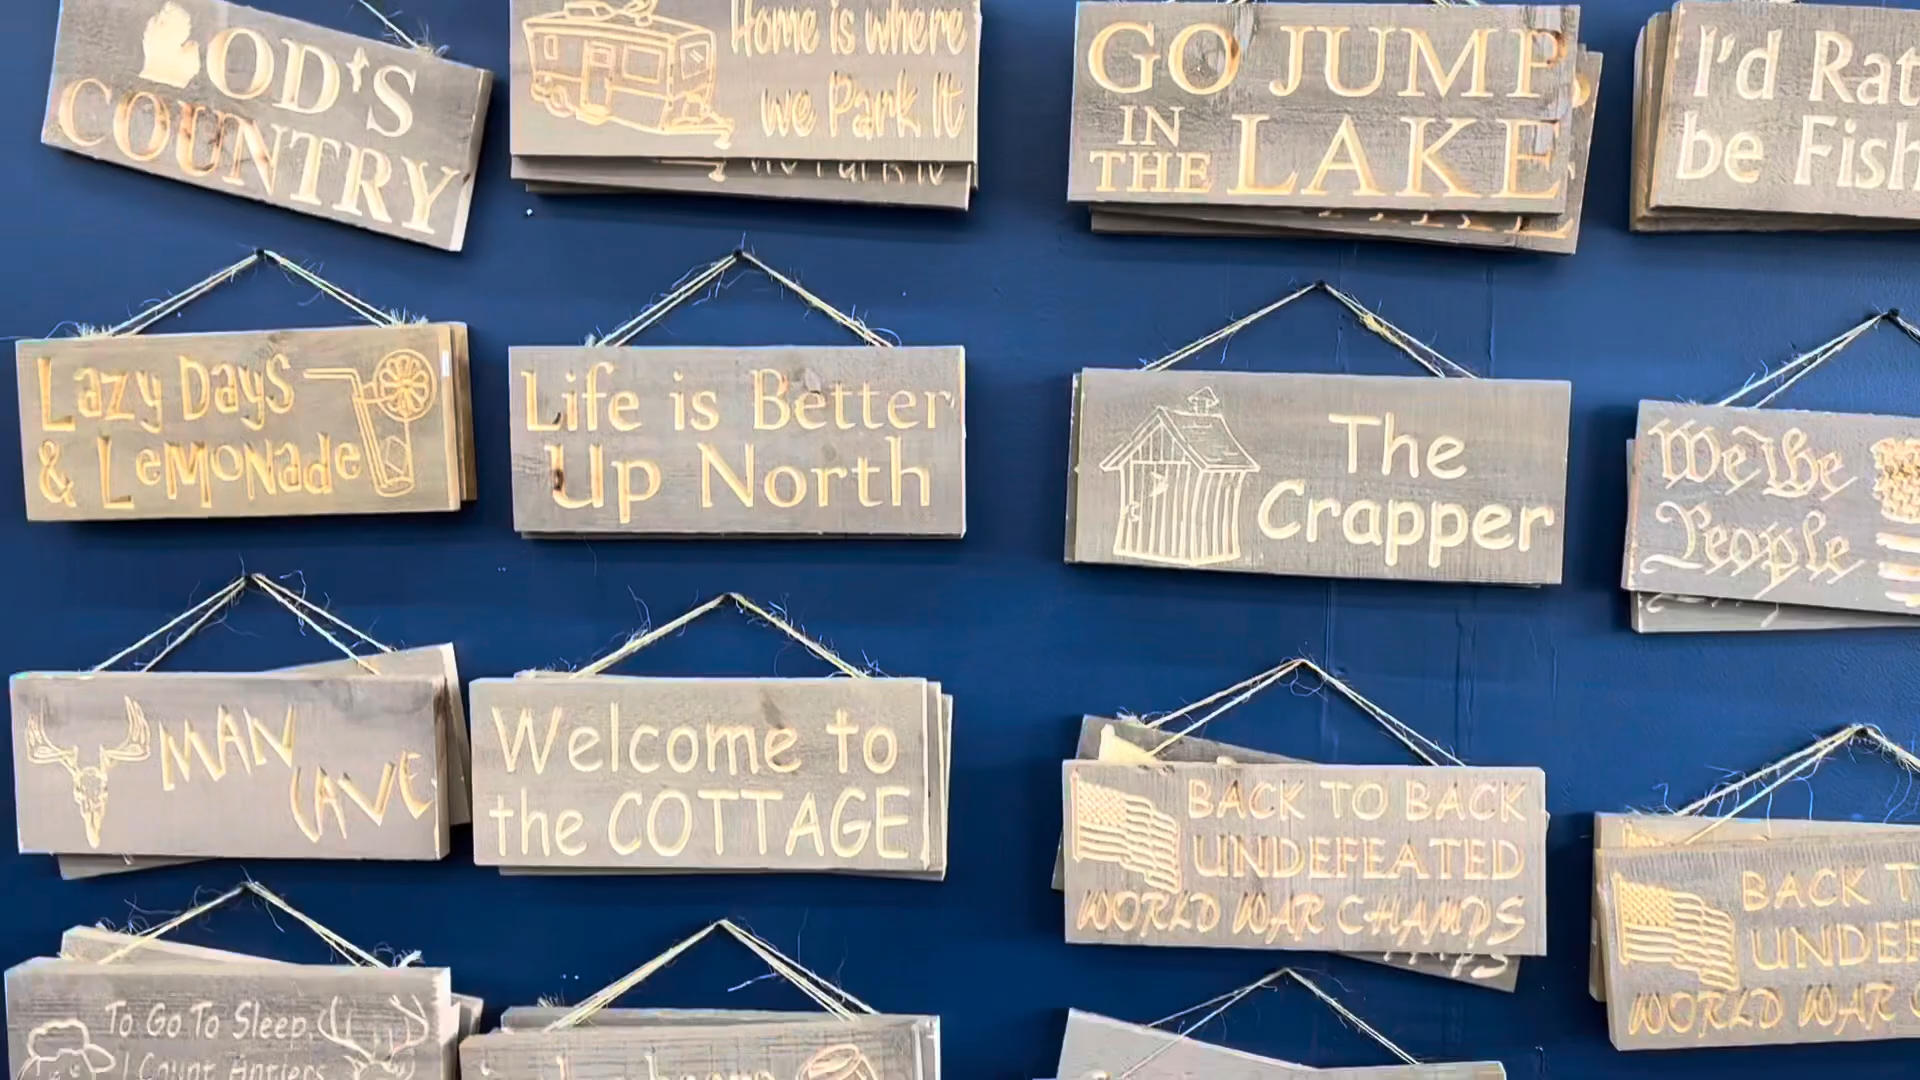 OD'S
COUNTRY
Home is where
we Park It
GO JUMP
IN
THE LAKE
I'd Rat
be Fish
Lazy Days
& Lemonade
Life is Better
Up North
The
Crapper
We the
People
MAN
CAVE
Welcome to
the COTTAGE
BACK TO BACK
UNDEFEATED
WORLD WAR CHAMPS
BACK T
UNDEF
WORLD WAR
To Go To Sleep,
I Count Antlers